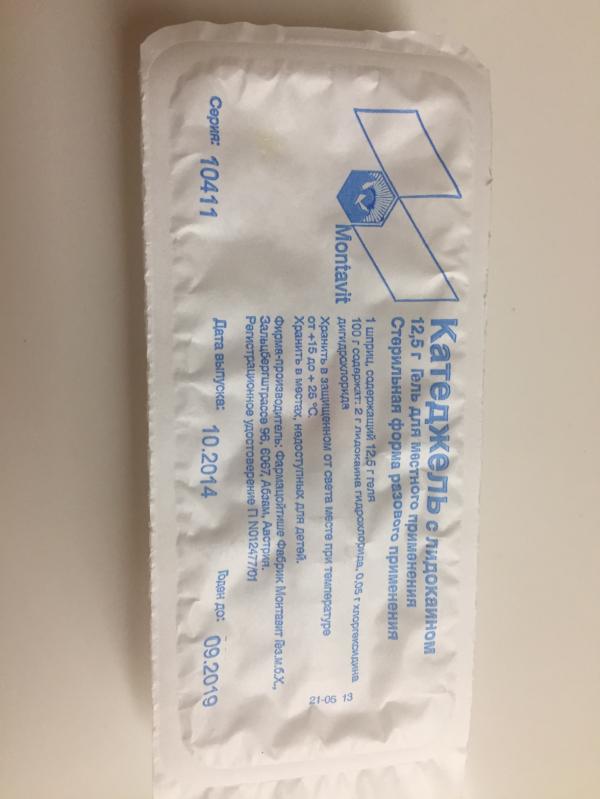 Montavit
Катеджель с лидокаином
12,5 г Гель для местного применения
Стерильная форма разового применения
1 шприц, содержащий 12,5 г геля
100 г содержат: 2 г лидокаина гидрохлорида, 0,05 г хлоргексидина
дигидрохлорида
Хранить в защищенном от света месте при температуре
от +15 до + 25 °C.
Хранить в местах, недоступных для детей.
Фирма-производитель: Фармацойтише Фабрик Монтавит Гез.м.б.Х.,
Зальцбергштрассе 96, 6067, Абзам, Австрия.
Регистрационное удостоверение П N012477/01
21-06 13
Серия: 10411
Дата выпуска: 10.2014
Годен до: 09.2019